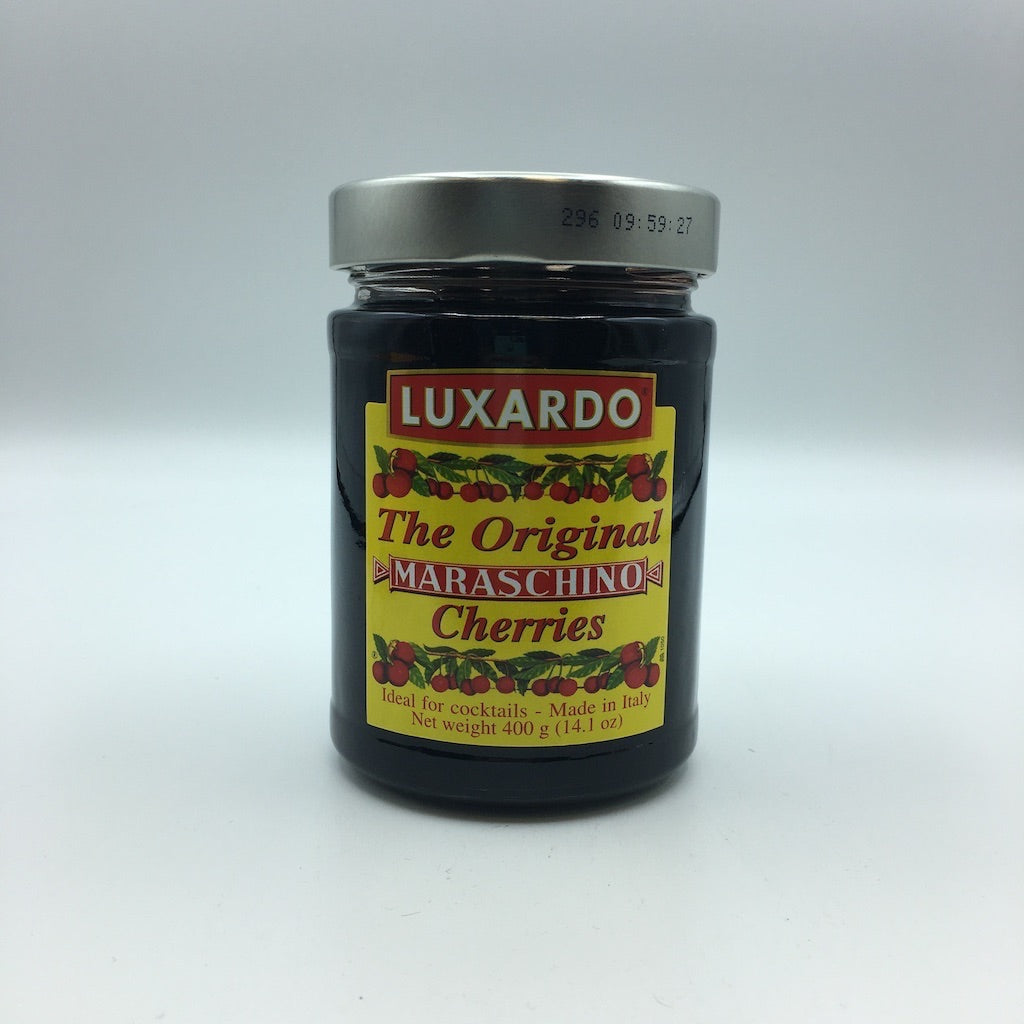 296 09:59:27
LUXARDO
The Original
MARASCHINO
Cherries
Ideal for cocktails - Made in Italy
Net weight 400 g (14.1 oz)